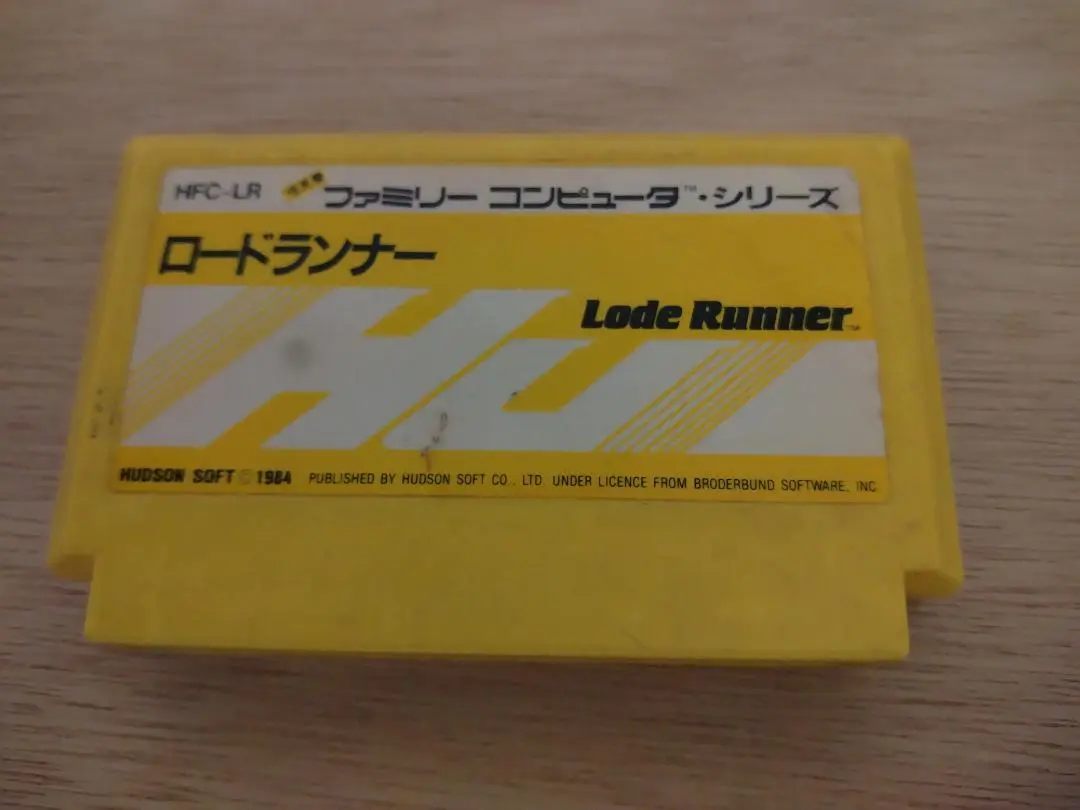 HFC-LR ファミリー コンピュータ™・シリーズ
ロードランナー
Lode Runner™
HU
HUDSON SOFT © 1984 PUBLISHED BY HUDSON SOFT CO., LTD. UNDER LICENCE FROM BRODERBUND SOFTWARE, INC.